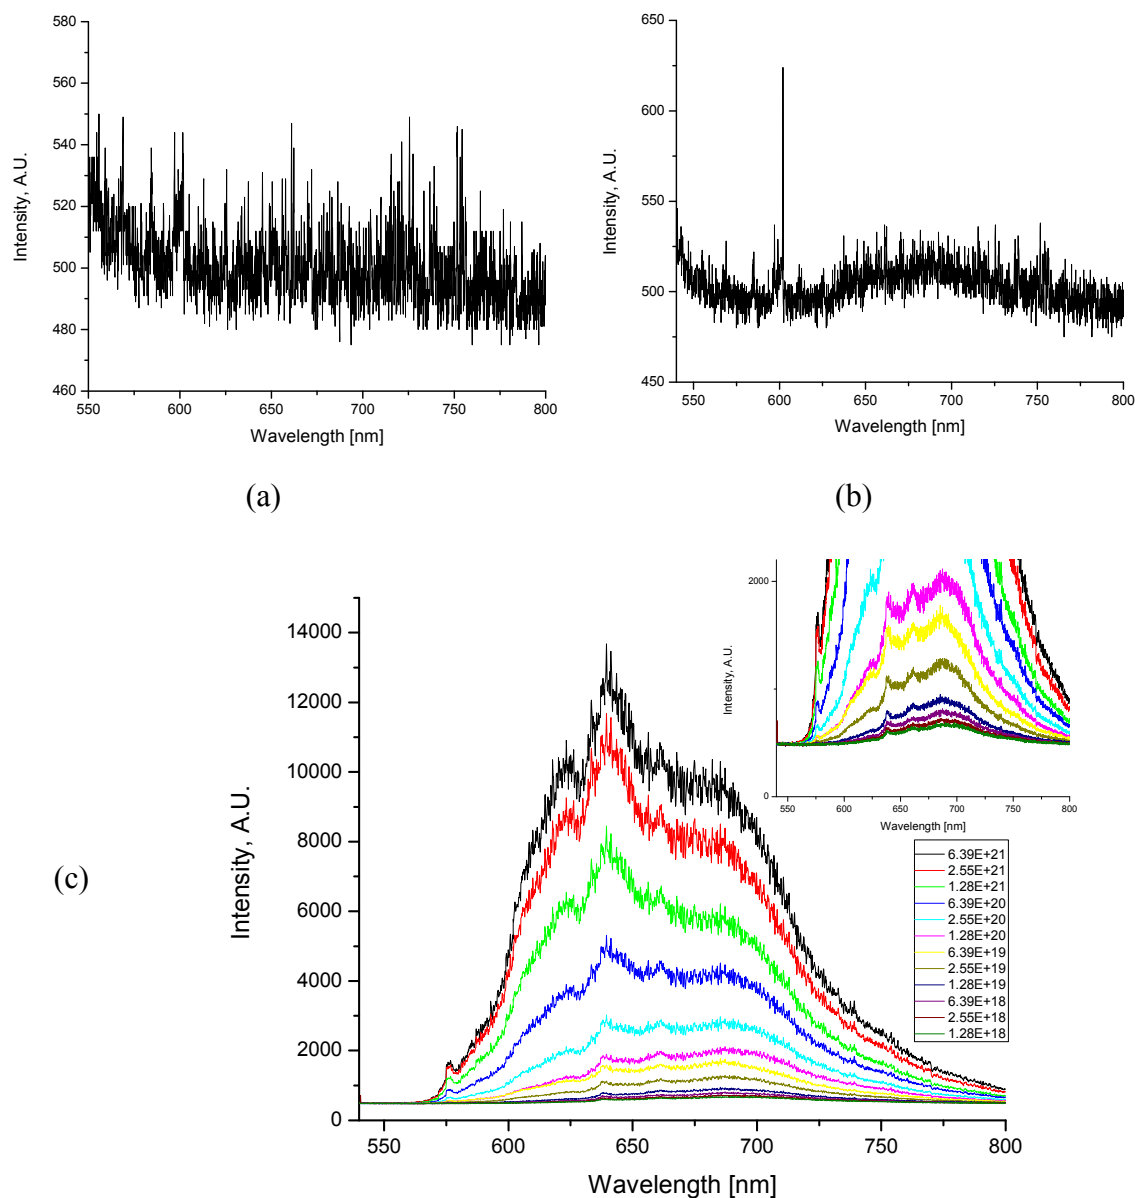 580
560
540
520
500
480
460
Intensity, A.U.
550 600 650 700 750 800
Wavelength [nm]
(a)
650
600
550
500
450
Intensity, A.U.
550 600 650 700 750 800
Wavelength [nm]
(b)
(c)
14000
12000
10000
8000
6000
4000
2000
0
Intensity, A.U.
550 600 650 700 750 800
Wavelength [nm]
2000
0
Intensity, A.U.
550 600 650 700 750 800
Wavelength [nm]
6.39E+21
2.55E+21
1.28E+21
6.39E+20
2.55E+20
1.28E+20
6.39E+19
2.55E+19
1.28E+19
6.39E+18
2.55E+18
1.28E+18